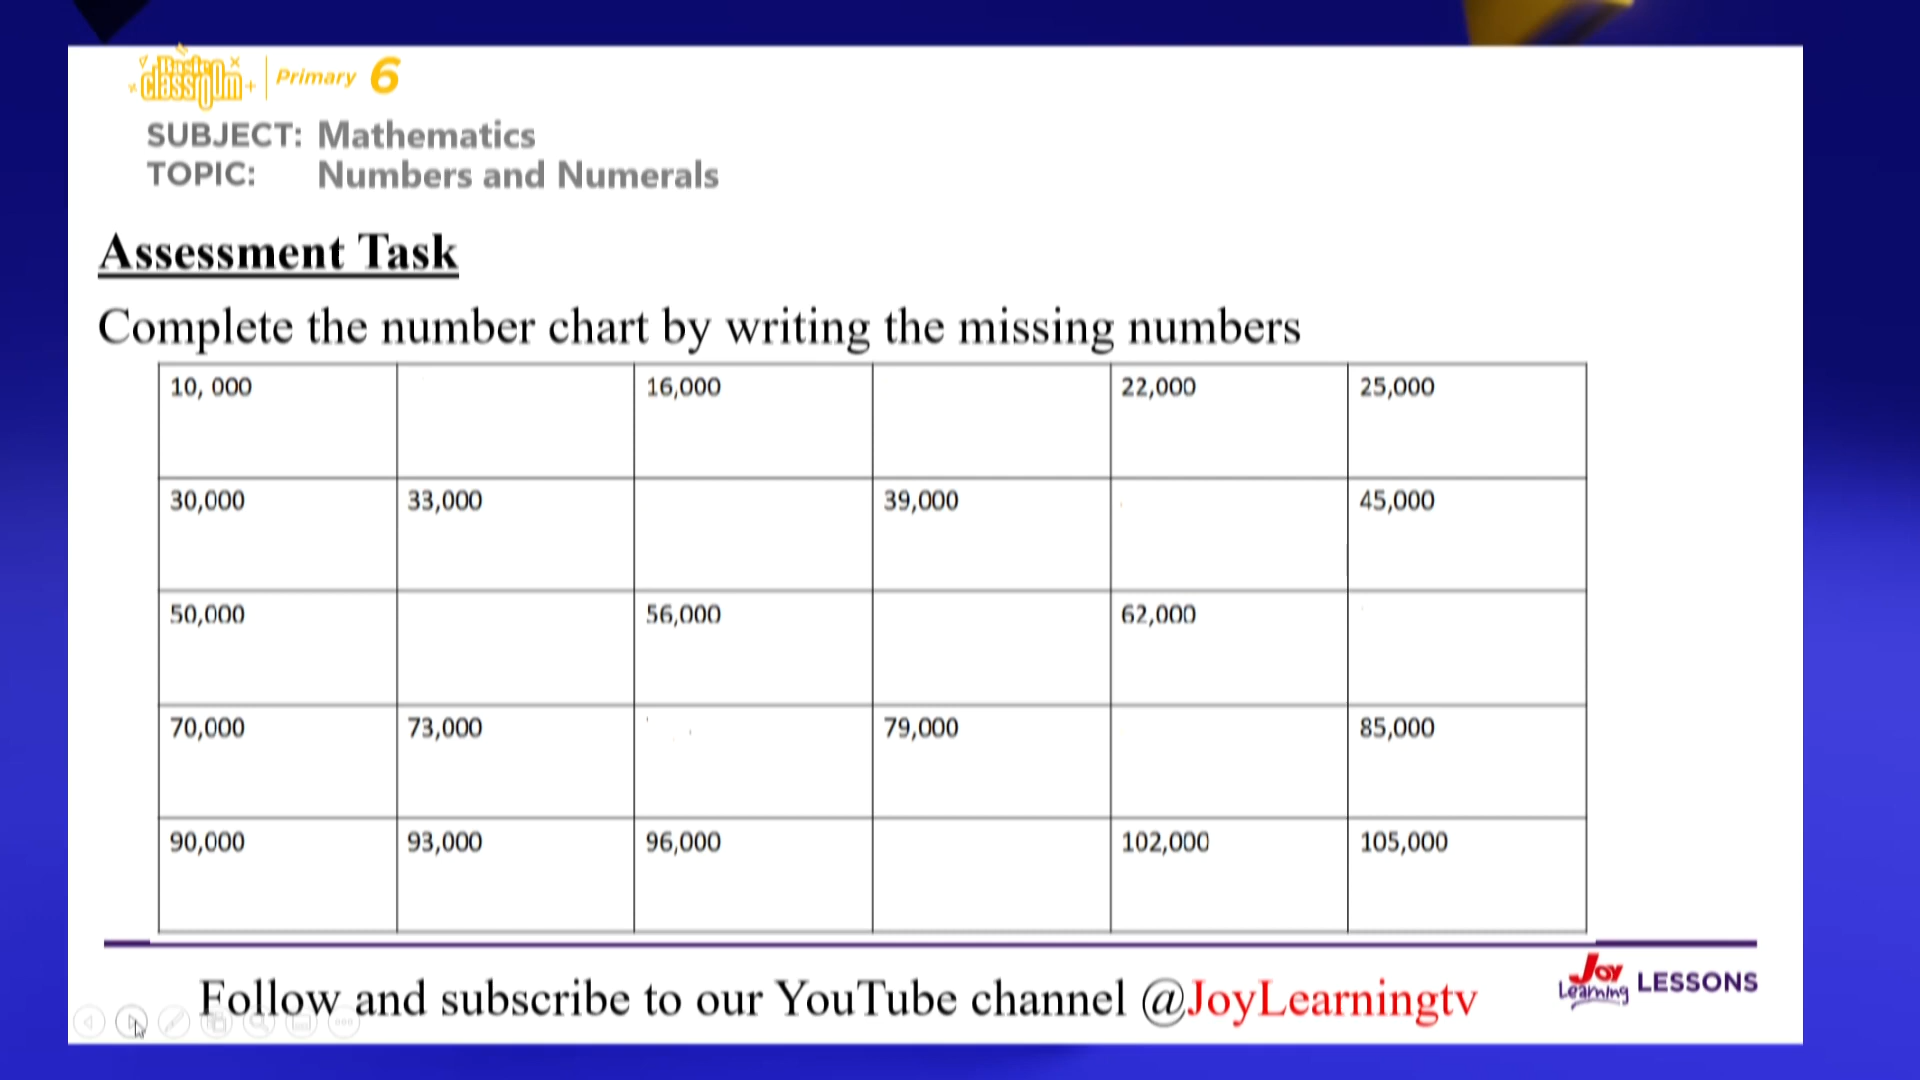 Basic
classroom
Primary 6
SUBJECT: Mathematics
TOPIC: Numbers and Numerals
Assessment Task
Complete the number chart by writing the missing numbers
10, 000 16,000 22,000 25,000
30,000 33,000 39,000 45,000
50,000 56,000 62,000
70,000 73,000 79,000 85,000
90,000 93,000 96,000 102,000 105,000
Follow and subscribe to our YouTube channel @JoyLearningtv
Joy
Learning LESSONS